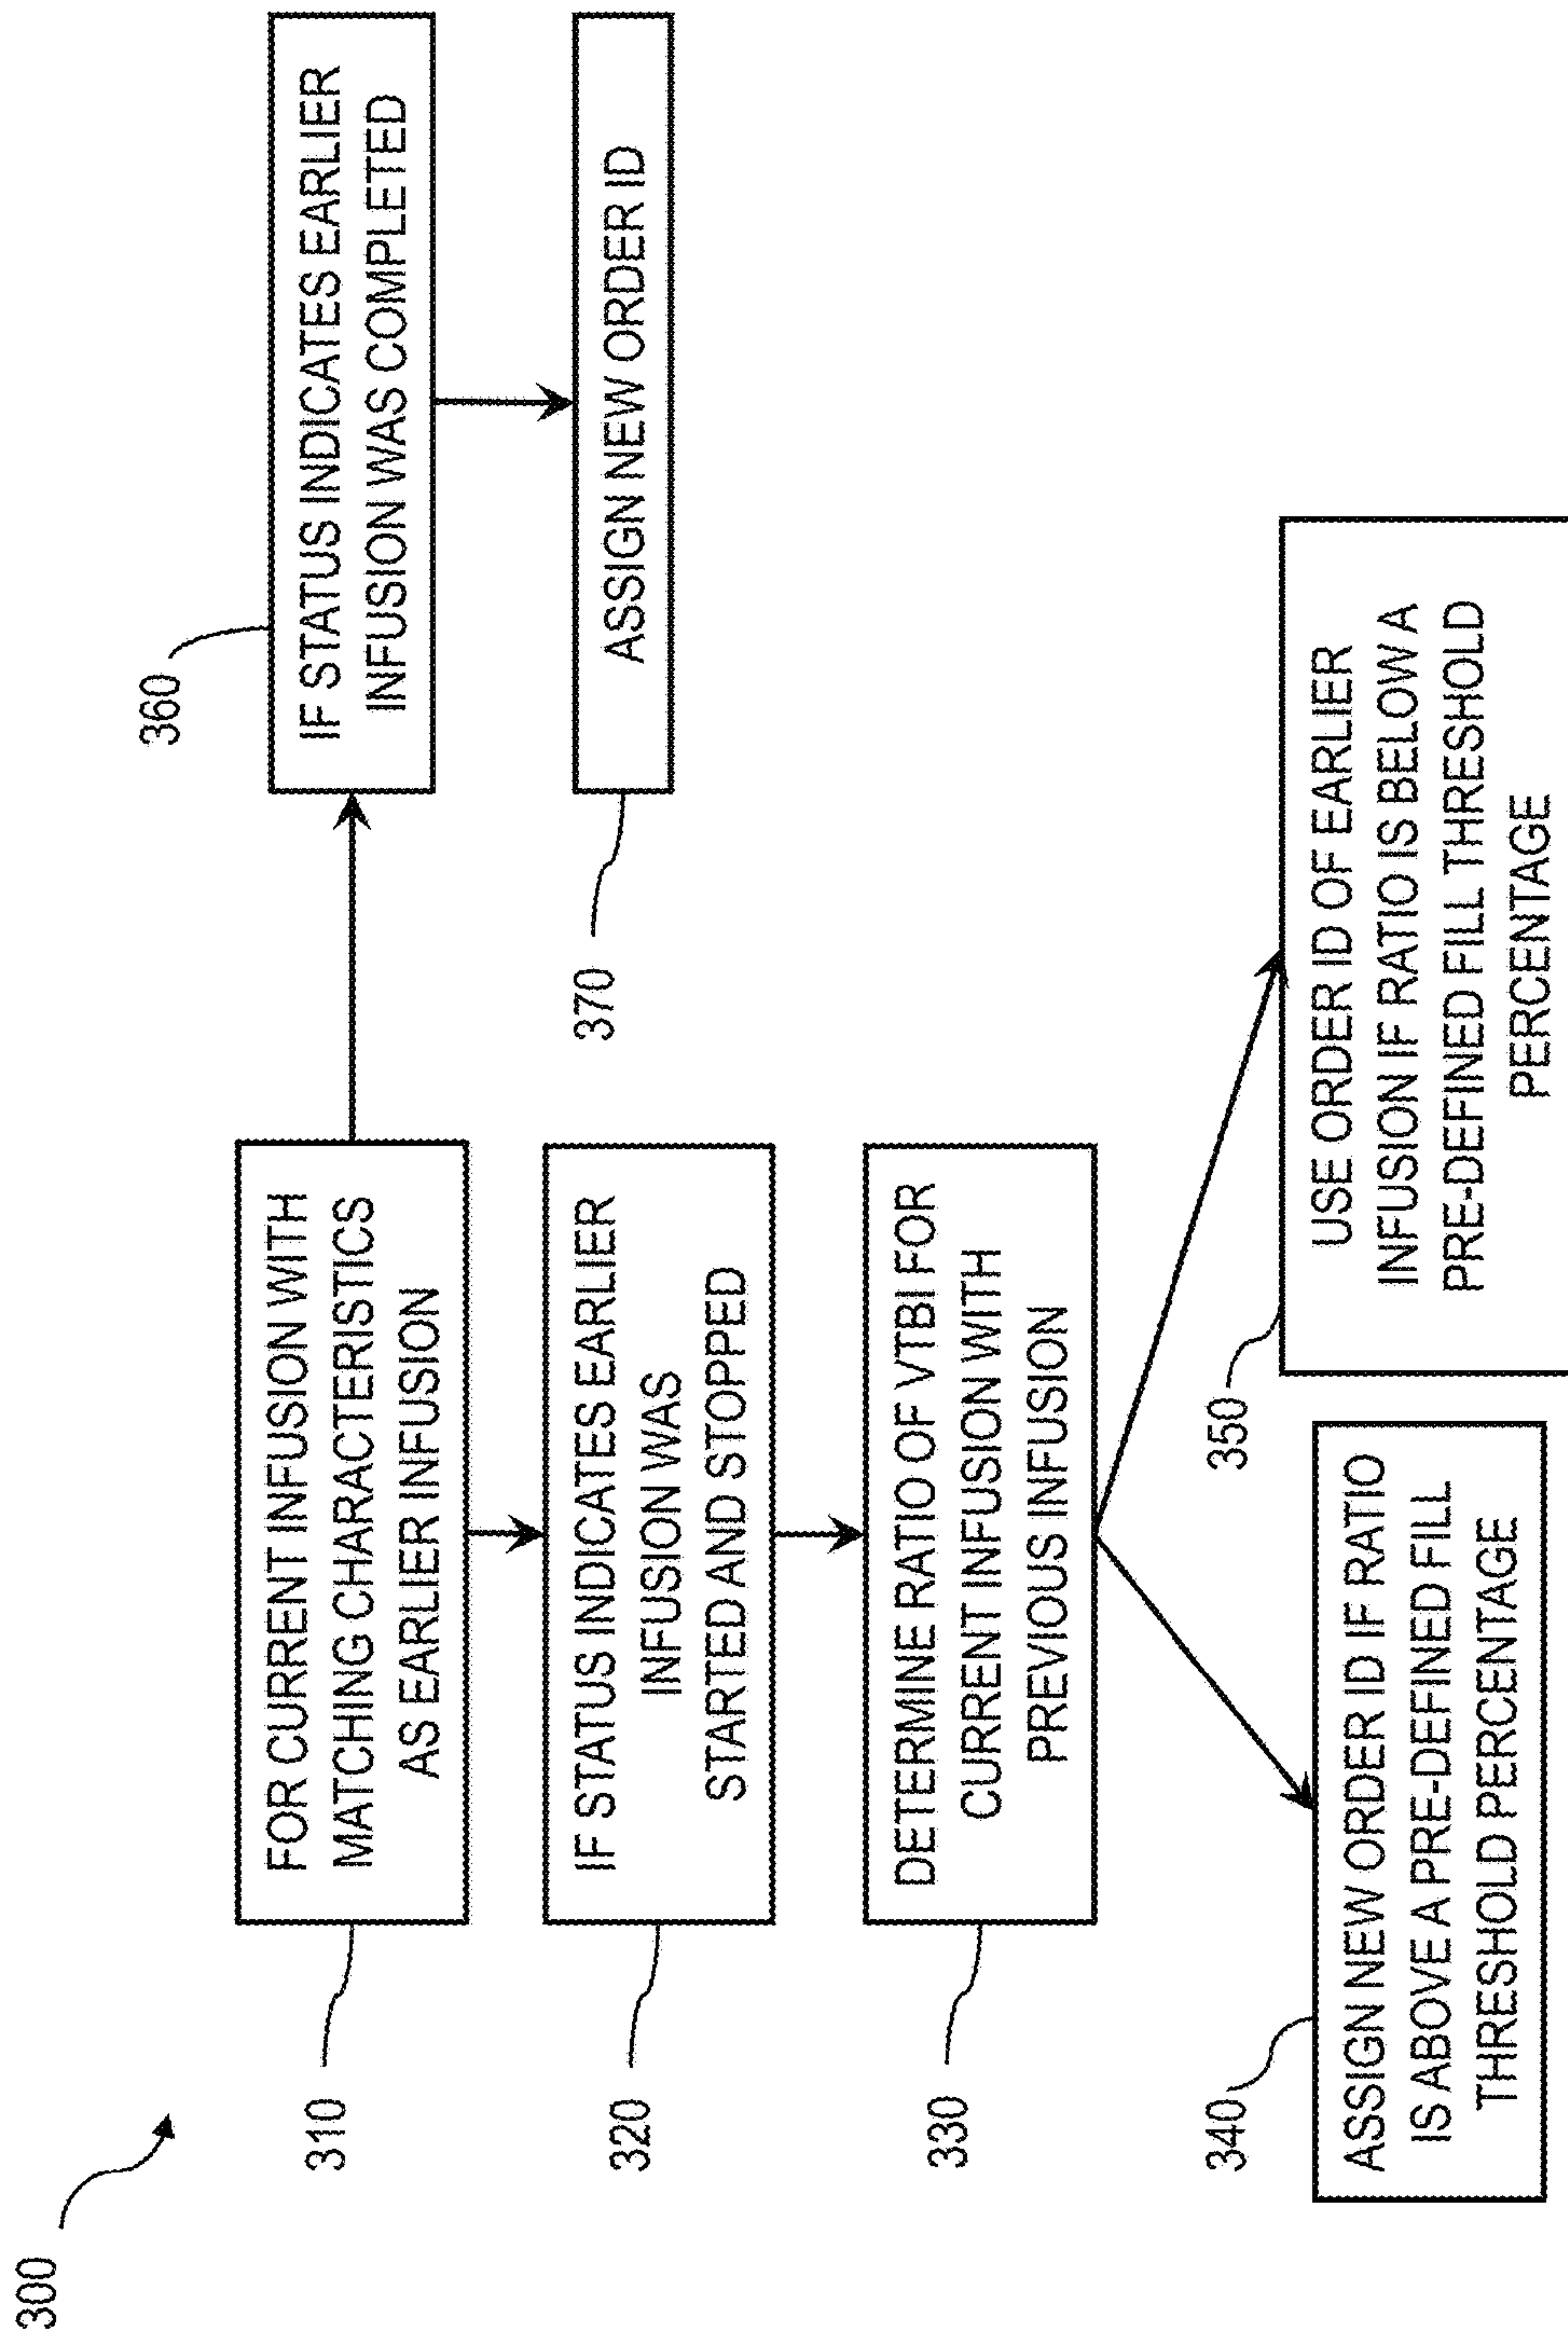 300
310
FOR CURRENT INFUSION WITH
MATCHING CHARACTERISTICS
AS EARLIER INFUSION
360
IF STATUS INDICATES EARLIER
INFUSION WAS COMPLETED
320
IF STATUS INDICATES EARLIER
INFUSION WAS
STARTED AND STOPPED
370
ASSIGN NEW ORDER ID
330
DETERMINE RATIO OF VTBI FOR
CURRENT INFUSION WITH
PREVIOUS INFUSION
340
ASSIGN NEW ORDER ID IF RATIO
IS ABOVE A PRE-DEFINED FILL
THRESHOLD PERCENTAGE
350
USE ORDER ID OF EARLIER
INFUSION IF RATIO IS BELOW A
PRE-DEFINED FILL THRESHOLD
PERCENTAGE